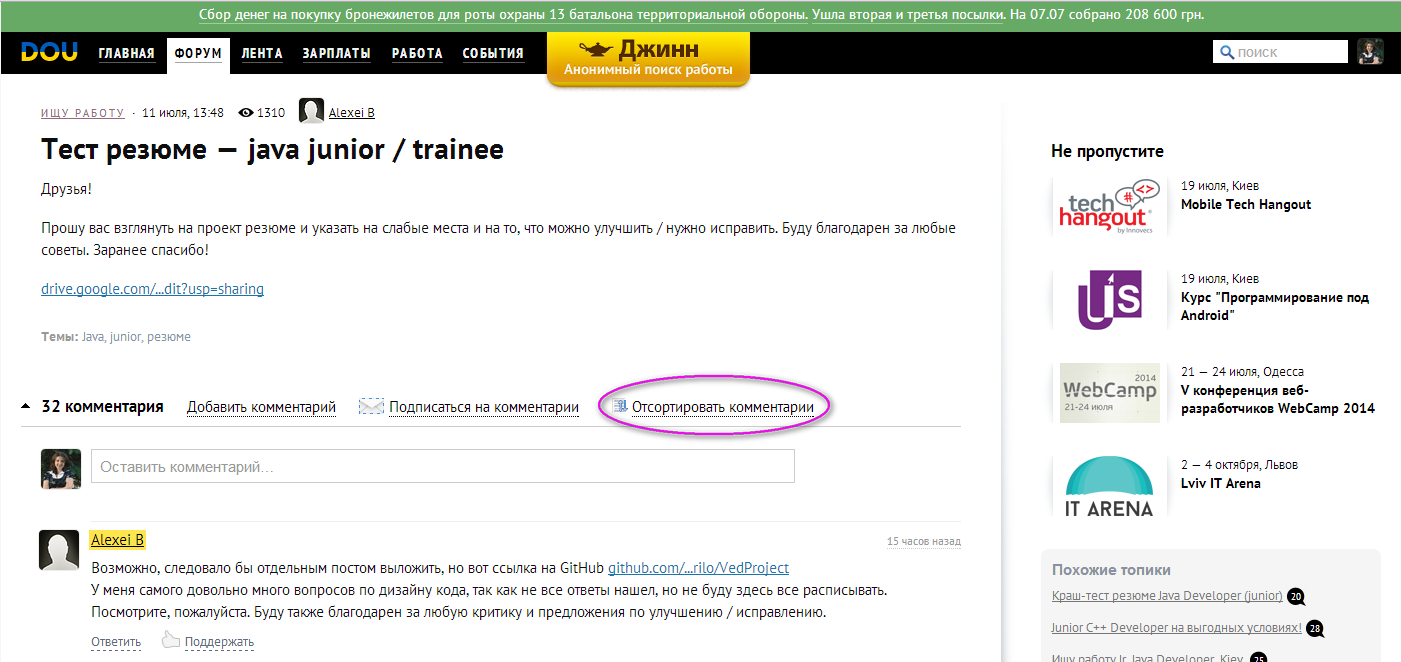 Сбор денег на покупку бронежилетов для роты охраны 13 батальона территориальной обороны. Ушла вторая и третья посылки. На 07.07 собрано 208 600 грн.
DOU ГЛАВНАЯ ФОРУМ ЛЕНТА ЗАРПЛАТЫ РАБОТА СОБЫТИЯ
Джинн
Анонимный поиск работы
поиск
ИЩУ РАБОТУ · 11 июля, 13:48 1310 Alexei B
Тест резюме — java junior / trainee
Друзья!
Прошу вас взглянуть на проект резюме и указать на слабые места и на то, что можно улучшить / нужно исправить. Буду благодарен за любые
советы. Заранее спасибо!
drive.google.com/...dit?usp=sharing
Темы: Java, junior, резюме
32 комментария Добавить комментарий Подписаться на комментарии Отсортировать комментарии
Оставить комментарий...
Alexei B
15 часов назад
Возможно, следовало бы отдельным постом выложить, но вот ссылка на GitHub github.com/...rilo/VedProject
У меня самого довольно много вопросов по дизайну кода, так как не все ответы нашел, но не буду здесь все расписывать.
Посмотрите, пожалуйста. Буду также благодарен за любую критику и предложения по улучшению / исправлению.
Ответить Поддержать
Не пропустите
tech
hangout
by Innovecs
19 июля, Киев
Mobile Tech Hangout
US
19 июля, Киев
Курс "Программирование под
Android"
2014
WebCamp
21-24 июля
21 — 24 июля, Одесса
V конференция веб-
разработчиков WebCamp 2014
IT ARENA
2 — 4 октября, Львов
Lviv IT Arena
Похожие топики
Краш-тест резюме Java Developer (junior) 20
Junior C++ Developer на выгодных условиях! 28
Ищу работу Jr. Java Developer, Kiev 25